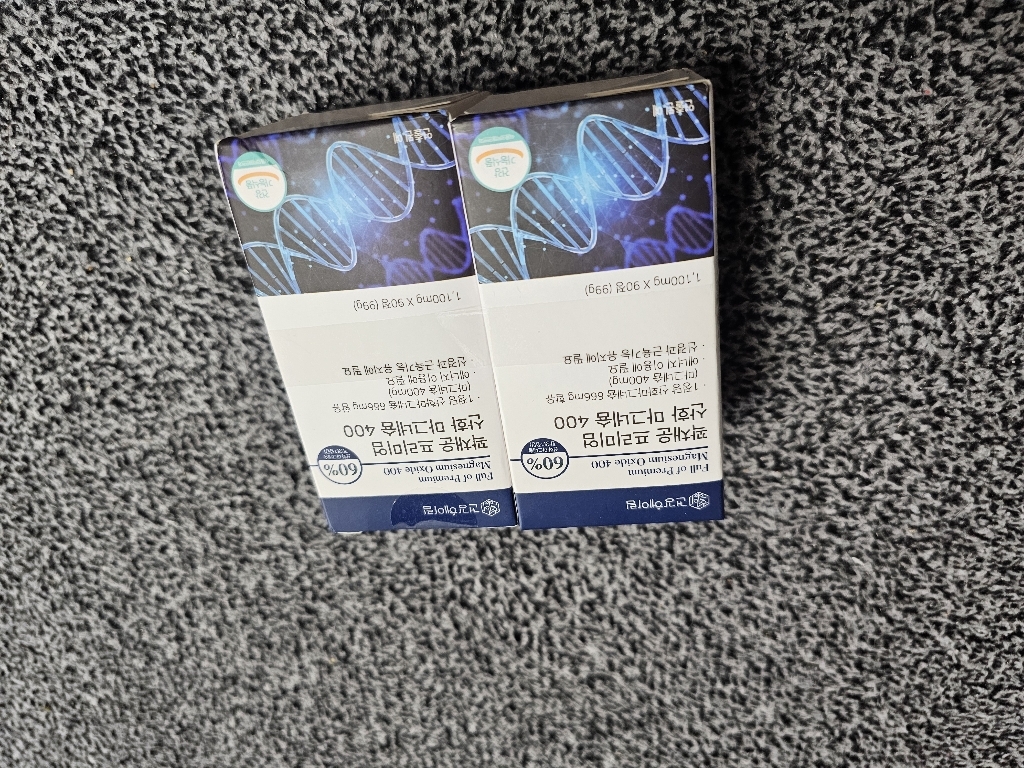 건강헤아림
Full of Premium
Magnesium Oxide 400
60%
꽉채운 프리미엄
산화 마그네슘 400
· 1정당 산화마그네슘 666mg 함유
(마그네슘 400mg)
· 에너지 이용에 필요
· 신경과 근육기능 유지에 필요
1,100mg X 90정 (99g)
건강
기능식품
건강헤아림
Full of Premium
Magnesium Oxide 400
60%
꽉채운 프리미엄
산화 마그네슘 400
· 1정당 산화마그네슘 666mg 함유
(마그네슘 400mg)
· 에너지 이용에 필요
· 신경과 근육기능 유지에 필요
1,100mg X 90정 (99g)
건강
기능식품